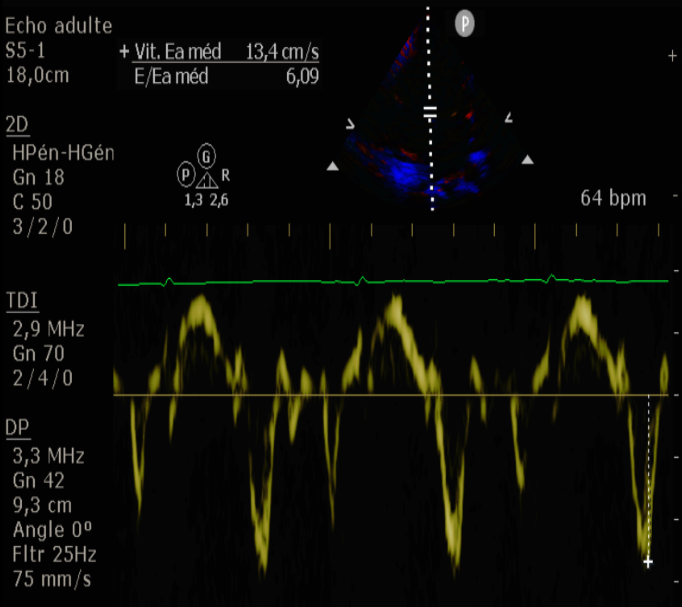 Echo adulte
S5-1
18,0cm
+ Vit. Ea méd 13,4 cm/s
E/Ea méd 6,09
P
2D
HPén-HGén
Gn 18
C 50
3/2/0
G
P R
1,3 2,6
64 bpm
TDI
2,9 MHz
Gn 70
2/4/0
DP
3,3 MHz
Gn 42
9,3 cm
Angle 0º
Fltr 25Hz
75 mm/s